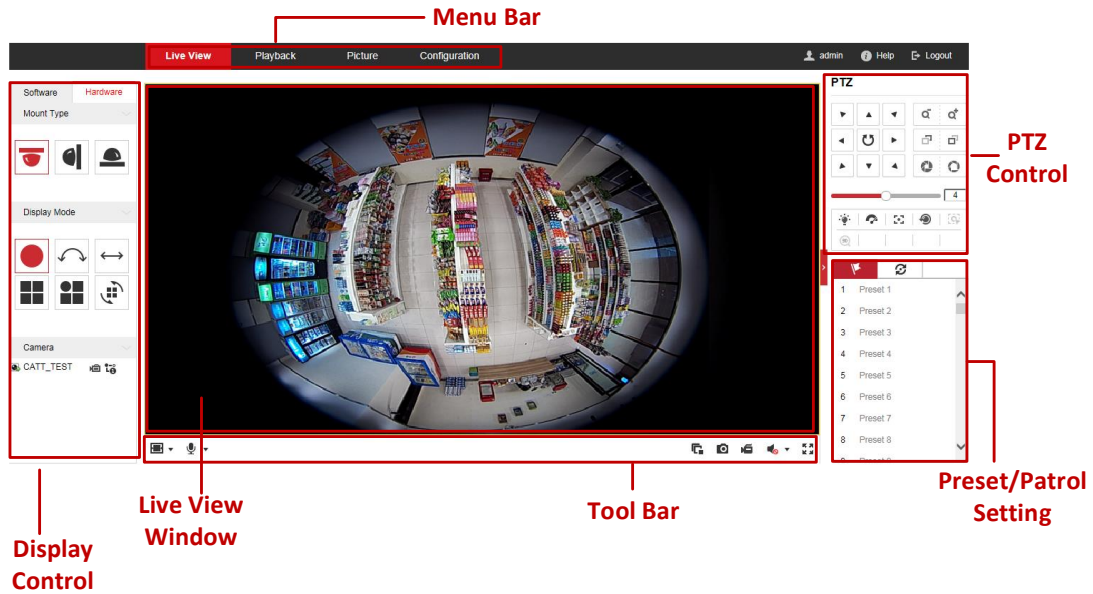 Menu Bar
Live View Playback Picture Configuration admin Help Logout
Software Hardware
Mount Type
Display Mode
Camera
CATT_TEST
PTZ
4
PTZ
Control
1 Preset 1
2 Preset 2
3 Preset 3
4 Preset 4
5 Preset 5
6 Preset 6
7 Preset 7
8 Preset 8
Preset/Patrol
Setting
Tool Bar
Live View
Window
Display
Control